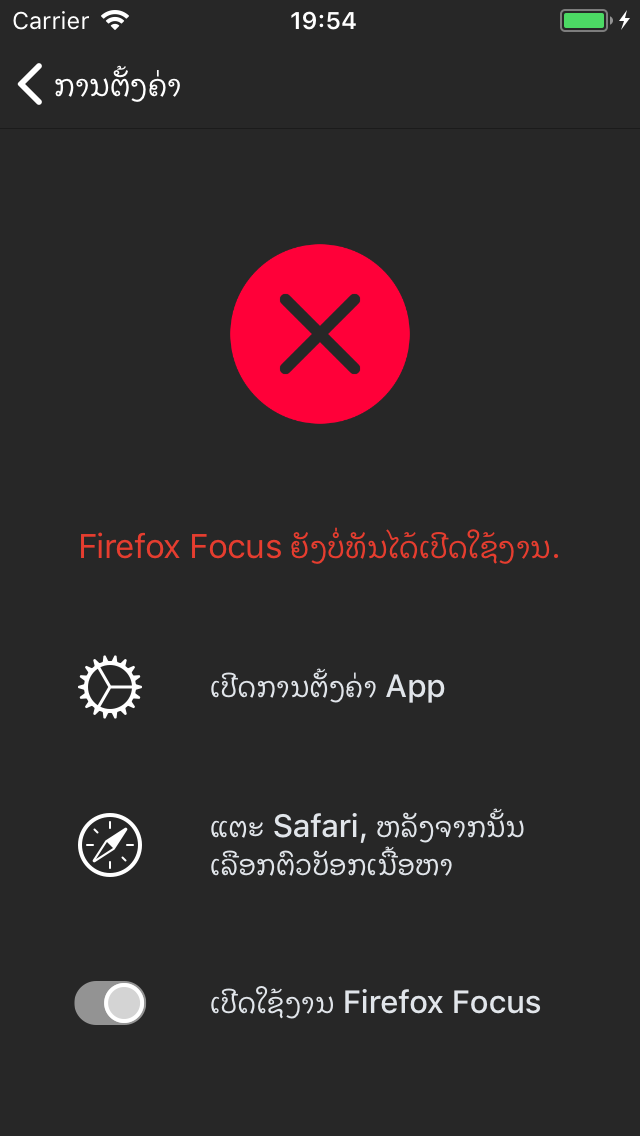 Carrier 19:54
ການຕັ້ງຄ່າ
Firefox Focus ຍັງບໍ່ທັນໄດ້ເປີດໃຊ້ງານ.
ເປີດການຕັ້ງຄ່າ App
ແຕະ Safari, ຫລັງຈາກນັ້ນ
ເລືອກຕົວບັອກເນື້ອຫາ
ເປີດໃຊ້ງານ Firefox Focus